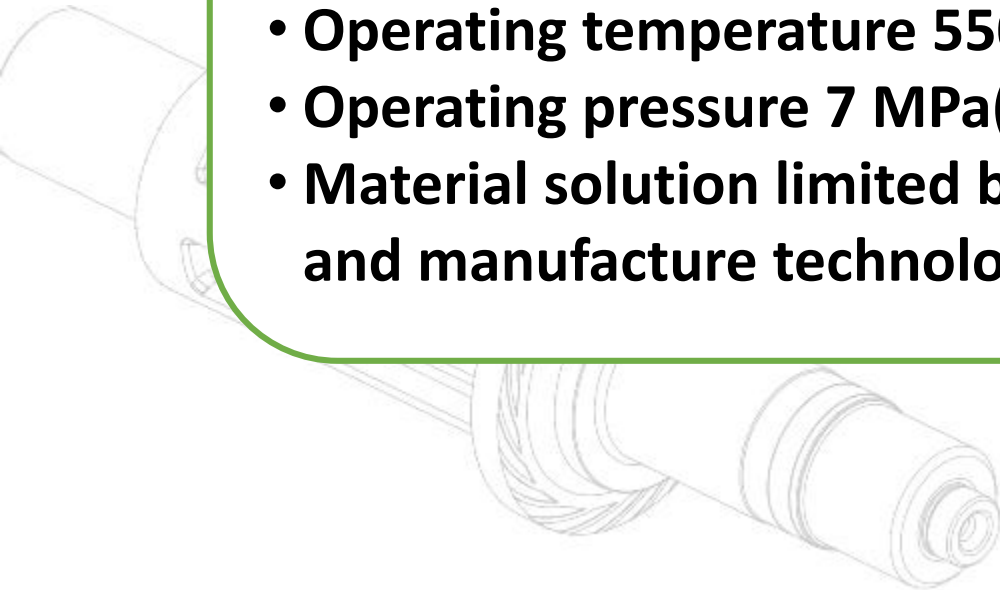 • Operating temperature 55
• Operating pressure 7 MPa(
• Material solution limited b
and manufacture technolo